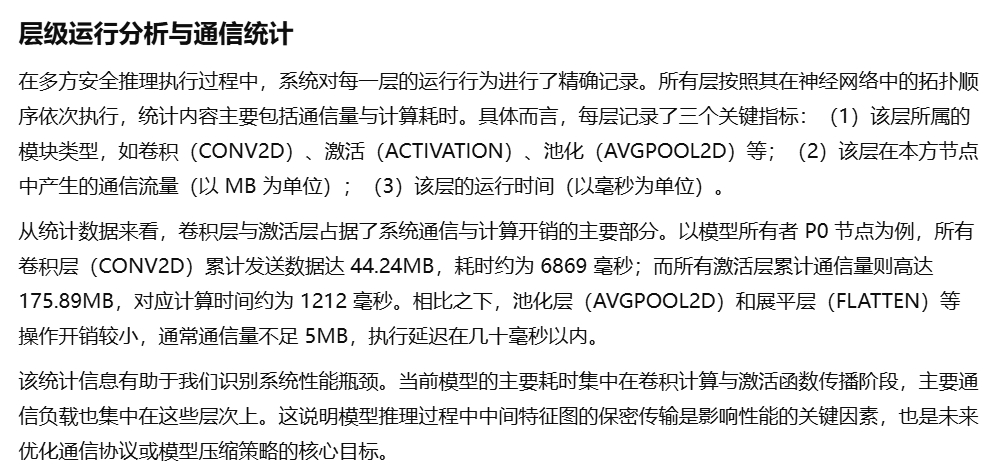 层级运行分析与通信统计
在多方安全推理执行过程中，系统对每一层的运行行为进行了精确记录。所有层按照其在神经网络中的拓扑顺
序依次执行，统计内容主要包括通信量与计算耗时。具体而言，每层记录了三个关键指标：（1）该层所属的
模块类型，如卷积（CONV2D）、激活（ACTIVATION）、池化（AVGPOOL2D）等；（2）该层在本方节点
中产生的通信流量（以 MB 为单位）；（3）该层的运行时间（以毫秒为单位）。
从统计数据来看，卷积层与激活层占据了系统通信与计算开销的主要部分。以模型所有者 P0 节点为例，所有
卷积层（CONV2D）累计发送数据达 44.24MB，耗时约为 6869 毫秒；而所有激活层累计通信量则高达
175.89MB，对应计算时间约为 1212 毫秒。相比之下，池化层（AVGPOOL2D）和展平层（FLATTEN）等
操作开销较小，通常通信量不足 5MB，执行延迟在几十毫秒以内。
该统计信息有助于我们识别系统性能瓶颈。当前模型的主要耗时集中在卷积计算与激活函数传播阶段，主要通
信负载也集中在这些层次上。这说明模型推理过程中中间特征图的保密传输是影响性能的关键因素，也是未来
优化通信协议或模型压缩策略的核心目标。